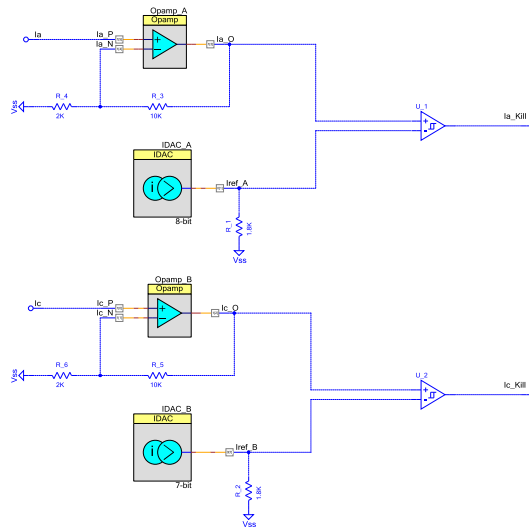 Opamp_A
Opamp
Ia
Ia_P
Ia_N
Ia_O
R_4
2K
R_3
10K
Vss
U_1
Ia_Kill
IDAC_A
IDAC
Iref_A
8-bit
R_1
1.8K
Vss
Opamp_B
Opamp
Ic
Ic_P
Ic_N
Ic_O
R_6
2K
R_5
10K
Vss
U_2
Ic_Kill
IDAC_B
IDAC
Iref_B
7-bit
R_2
1.8K
Vss